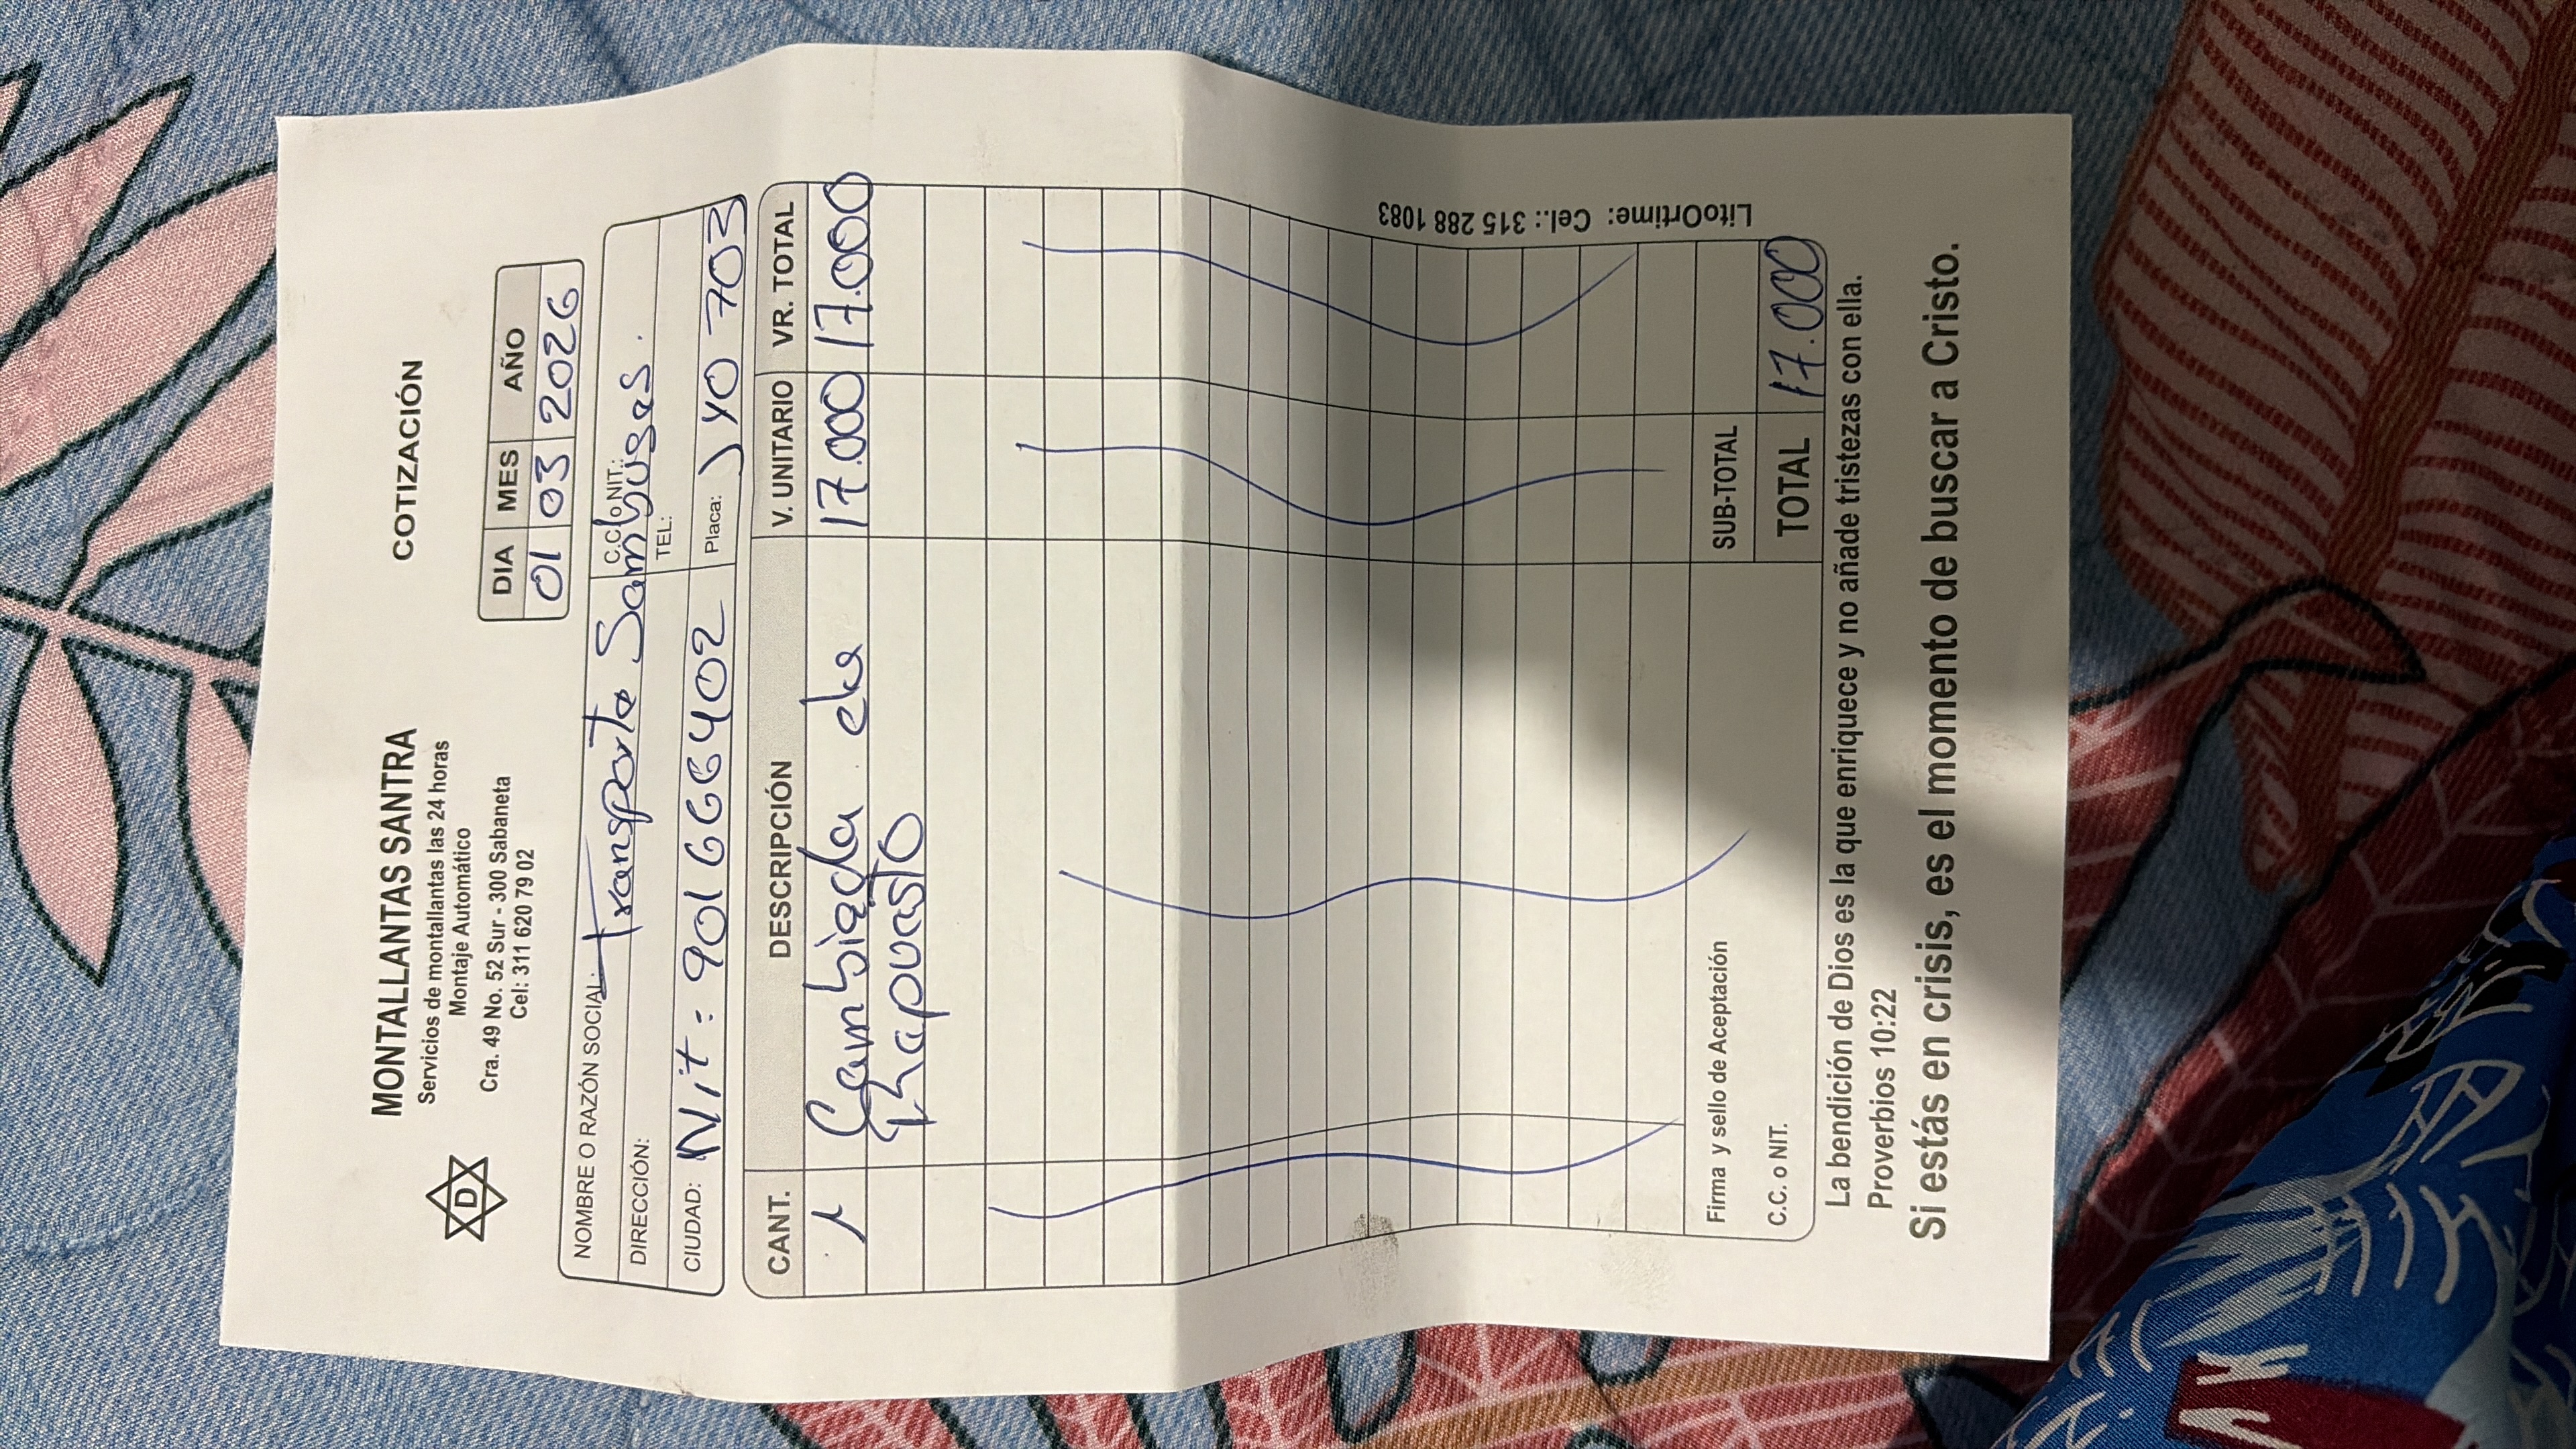 MONTALLANTAS SANTRA
Servicios de montallantas las 24 horas
Montaje Automático
Cra. 49 No. 52 Sur - 300 Sabaneta
Cel: 311 620 79 02
D
COTIZACIÓN
DIA MES AÑO
01 03 2026
NOMBRE O RAZÓN SOCIAL: Transporte Sambugas.
C.C. o NIT.:
DIRECCIÓN:
TEL:
CIUDAD: Nit: 901666402 Placa: JYO 703
CANT. DESCRIPCIÓN V. UNITARIO VR. TOTAL
1 Cambiada de 17.000 17.000
Rhapuesto
SUB-TOTAL
TOTAL 17.000
Firma y sello de Aceptación
C.C. o NIT.
LitoOrtime: Cel.: 315 288 1083
La bendición de Dios es la que enriquece y no añade tristezas con ella.
Proverbios 10:22
Si estás en crisis, es el momento de buscar a Cristo.